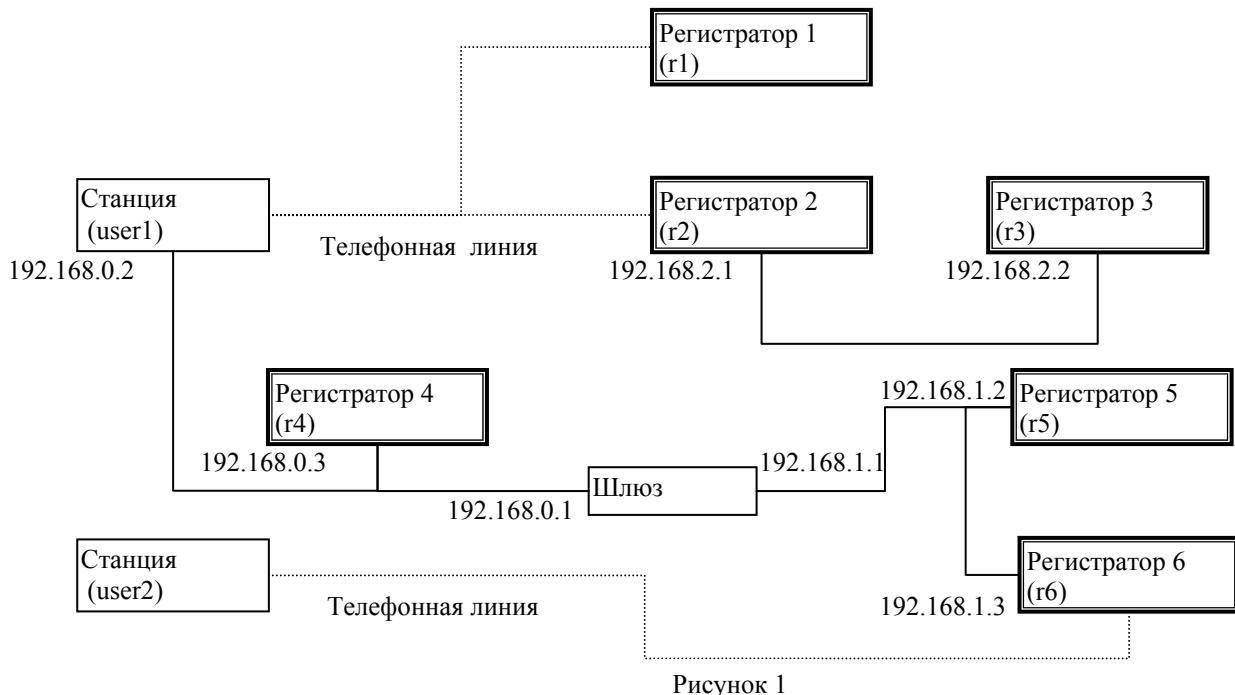 Регистратор 1
(r1)
Станция
(user1)
Регистратор 2
(r2)
Регистратор 3
(r3)
Телефонная линия
192.168.0.2
192.168.2.1
192.168.2.2
Регистратор 4
(r4)
192.168.1.2
Регистратор 5
(r5)
192.168.0.3
192.168.1.1
Шлюз
192.168.0.1
Станция
(user2)
Регистратор 6
(r6)
Телефонная линия
192.168.1.3
Рисунок 1